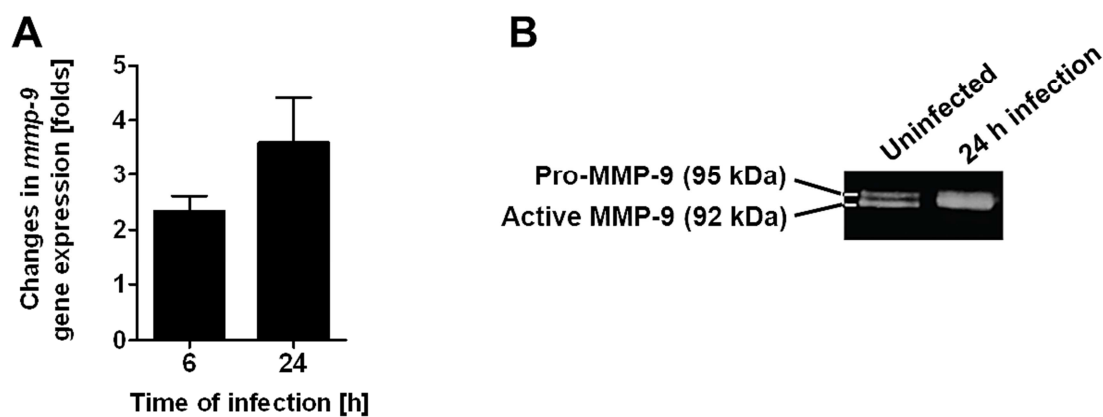 A
Changes in mmp-9
gene expression [folds]
5
4
3
2
1
0
6 24
Time of infection [h]
B
Uninfected
24 h infection
Pro-MMP-9 (95 kDa)
Active MMP-9 (92 kDa)